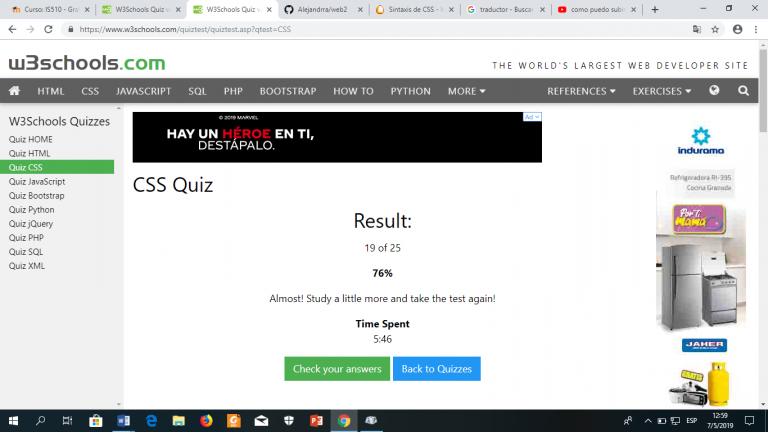 Curso: IS510 - Gra
W3Schools Quiz v
W3Schools Quiz v
Alejandrra/web2
Sintaxis de CSS - 
traductor - Buscar
como puedo subir
https://www.w3schools.com/quiztest/quiztest.asp?qtest=CSS
w3schools.com
THE WORLD'S LARGEST WEB DEVELOPER SITE
HTML CSS JAVASCRIPT SQL PHP BOOTSTRAP HOW TO PYTHON MORE REFERENCES EXERCISES
W3Schools Quizzes
Quiz HOME
Quiz HTML
Quiz CSS
Quiz JavaScript
Quiz Bootstrap
Quiz Python
Quiz jQuery
Quiz PHP
Quiz SQL
Quiz XML
© 2019 MARVEL
Ad
HAY UN HÉROE EN TI,
DESTÁPALO.
CSS Quiz
Result:
19 of 25
76%
Almost! Study a little more and take the test again!
Time Spent
5:46
Check your answers
Back to Quizzes
indurama
Refrigeradora RI-395
Cocina Granada
Por Ti
mamá
JAHER
ESP
12:59
7/5/2019